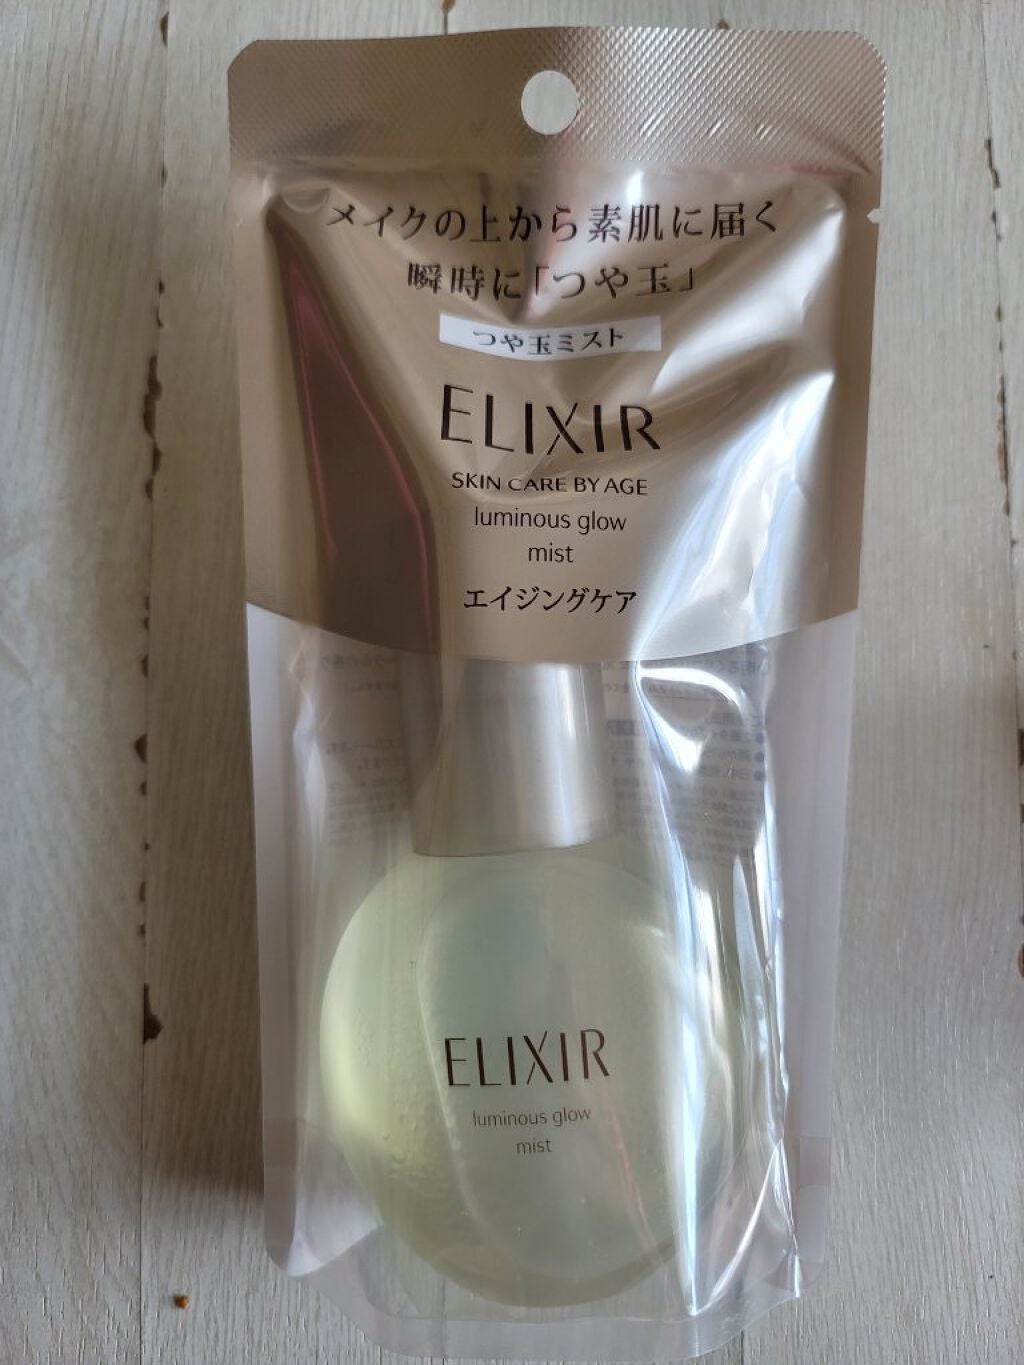 メイクの上から素肌に届く
瞬時に「つや玉」
つや玉ミスト
ELIXIR
SKIN CARE BY AGE
luminous glow
mist
エイジングケア
ELIXIR
luminous glow
mist